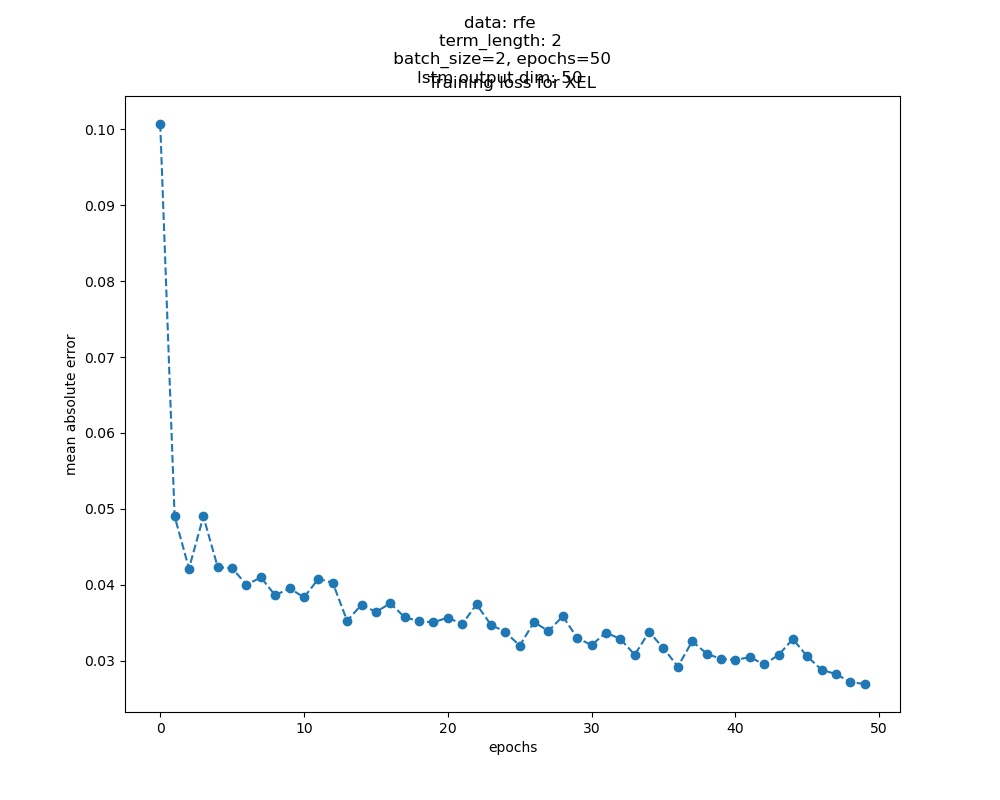 data: rfe
term_length: 2
batch_size=2, epochs=50
lstm output dim: 50
Training loss for XEL
0.10
0.09
0.08
0.07
0.06
0.05
0.04
0.03
mean absolute error
0
10
20
30
40
50
epochs